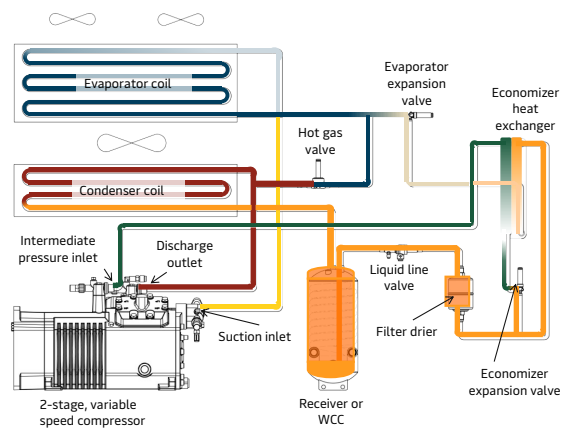 Evaporator coil
Evaporator
expansion
valve
Economizer
heat
exchanger
Hot gas
valve
Condenser coil
Intermediate
pressure inlet
Discharge
outlet
Liquid line
valve
Filter drier
Suction inlet
Economizer
expansion valve
2-stage, variable
speed compressor
Receiver or
WCC